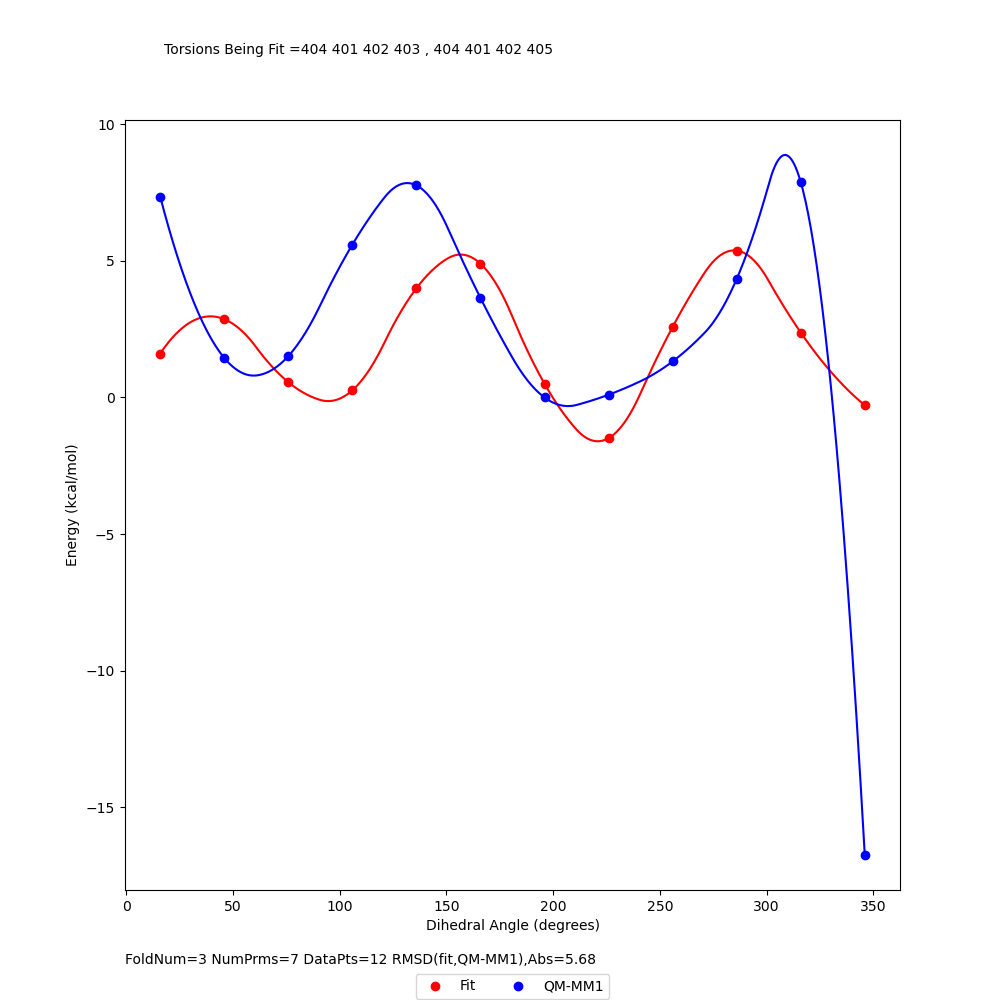 Torsions Being Fit =404 401 402 403 , 404 401 402 405
10
5
0
−5
−10
−15
Energy (kcal/mol)
0 50 100 150 200 250 300 350
Dihedral Angle (degrees)
FoldNum=3 NumPrms=7 DataPts=12 RMSD(fit,QM-MM1),Abs=5.68
Fit QM-MM1